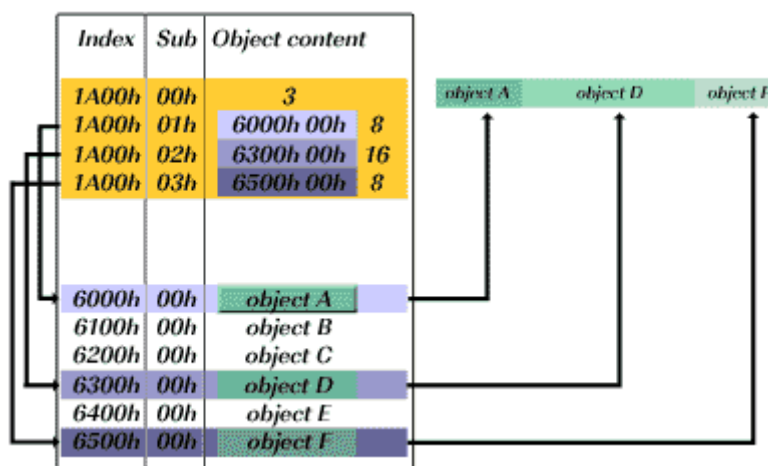 Index Sub Object content
1A00h 00h 3
1A00h 01h 6000h 00h 8
1A00h 02h 6300h 00h 16
1A00h 03h 6500h 00h 8
object A object D object F
6000h 00h object A
6100h 00h object B
6200h 00h object C
6300h 00h object D
6400h 00h object E
6500h 00h object F